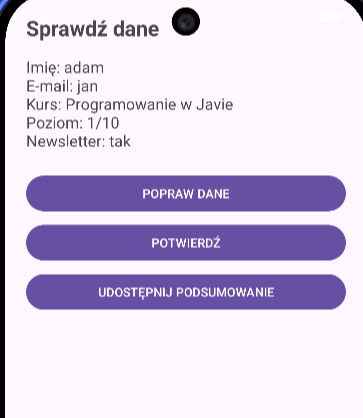 Sprawdź dane
Imię: adam
E-mail: jan
Kurs: Programowanie w Javie
Poziom: 1/10
Newsletter: tak
POPRAW DANE
POTWIERDŹ
UDOSTĘPNIJ PODSUMOWANIE